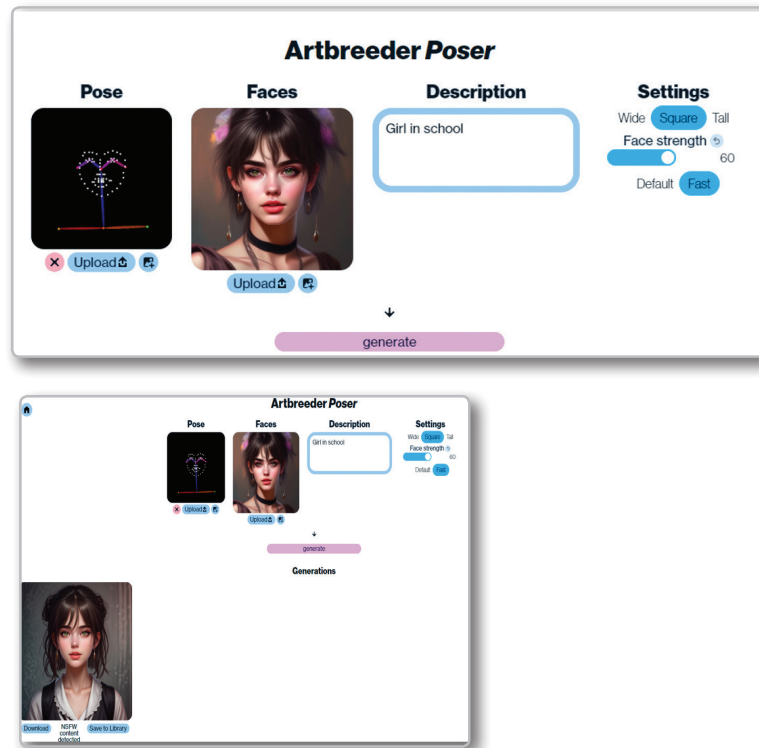 Artbreeder Poser
Pose Faces Description Settings
Girl in school
Wide Square Tall
Face strength
60
Default Fast
Upload
Upload
generate
Artbreeder Poser
Pose Faces Description Settings
Girl in school
Wide Square Tall
Face strength
60
Default Fast
Upload
Upload
generate
Generations
Download NSFW content detected Save to Library